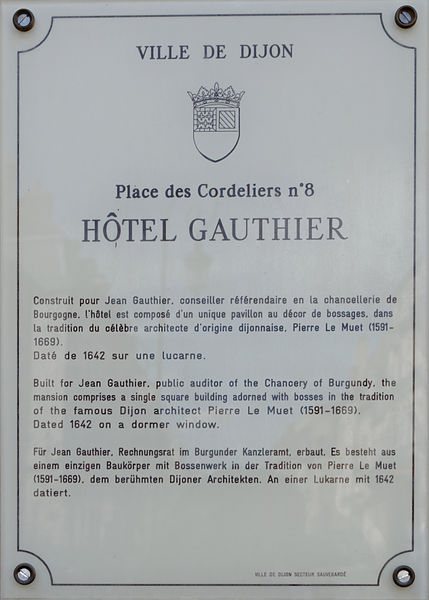 VILLE DE DIJON
Place des Cordeliers n°8
HÔTEL GAUTHIER
Construit pour Jean Gauthier, conseiller référendaire en la chancellerie de
Bourgogne, l'hôtel est composé d'un unique pavillon au décor de bossages, dans
la tradition du célèbre architecte d'origine dijonnaise, Pierre Le Muet (1591-
1669).
Daté de 1642 sur une lucarne.
Built for Jean Gauthier, public auditor of the Chancery of Burgundy, the
mansion comprises a single square building adorned with bosses in the tradition
of the famous Dijon architect Pierre Le Muet (1591-1669).
Dated 1642 on a dormer window.
Für Jean Gauthier, Rechnungsrat im Burgunder Kanzleramt, erbaut. Es besteht aus
einem einzigen Baukörper mit Bossenwerk in der Tradition von Pierre Le Muet
(1591-1669), dem berühmten Dijoner Architekten. An einer Lukarne mit 1642
datiert.
VILLE DE DIJON SECTEUR SAUVEGARDÉ